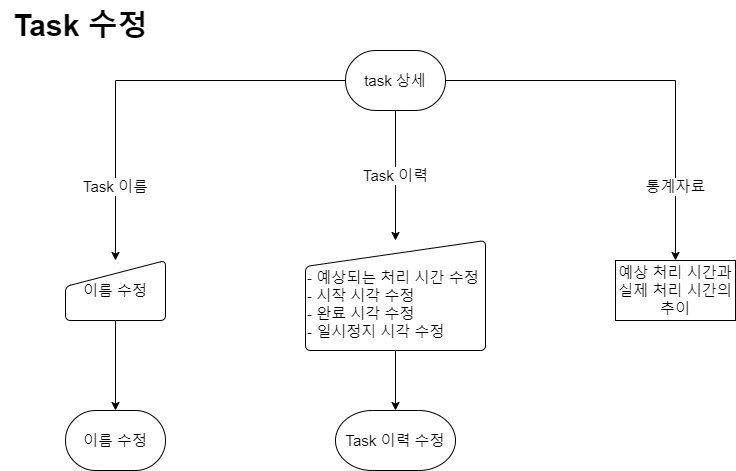 Task 수정
task 상세
Task 이름
Task 이력
통계자료
이름 수정
- 예상되는 처리 시간 수정
- 시작 시각 수정
- 완료 시각 수정
- 일시정지 시각 수정
예상 처리 시간과
실제 처리 시간의
추이
이름 수정
Task 이력 수정